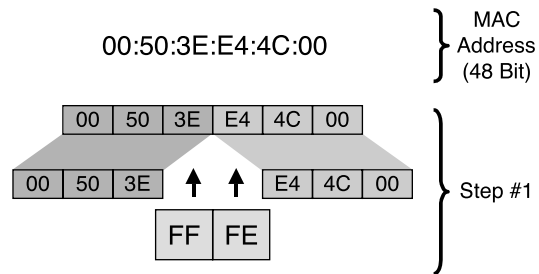 00:50:3E:E4:4C:00
MAC
Address
(48 Bit)
00 50 3E E4 4C 00
00 50 3E E4 4C 00
Step #1
FF FE